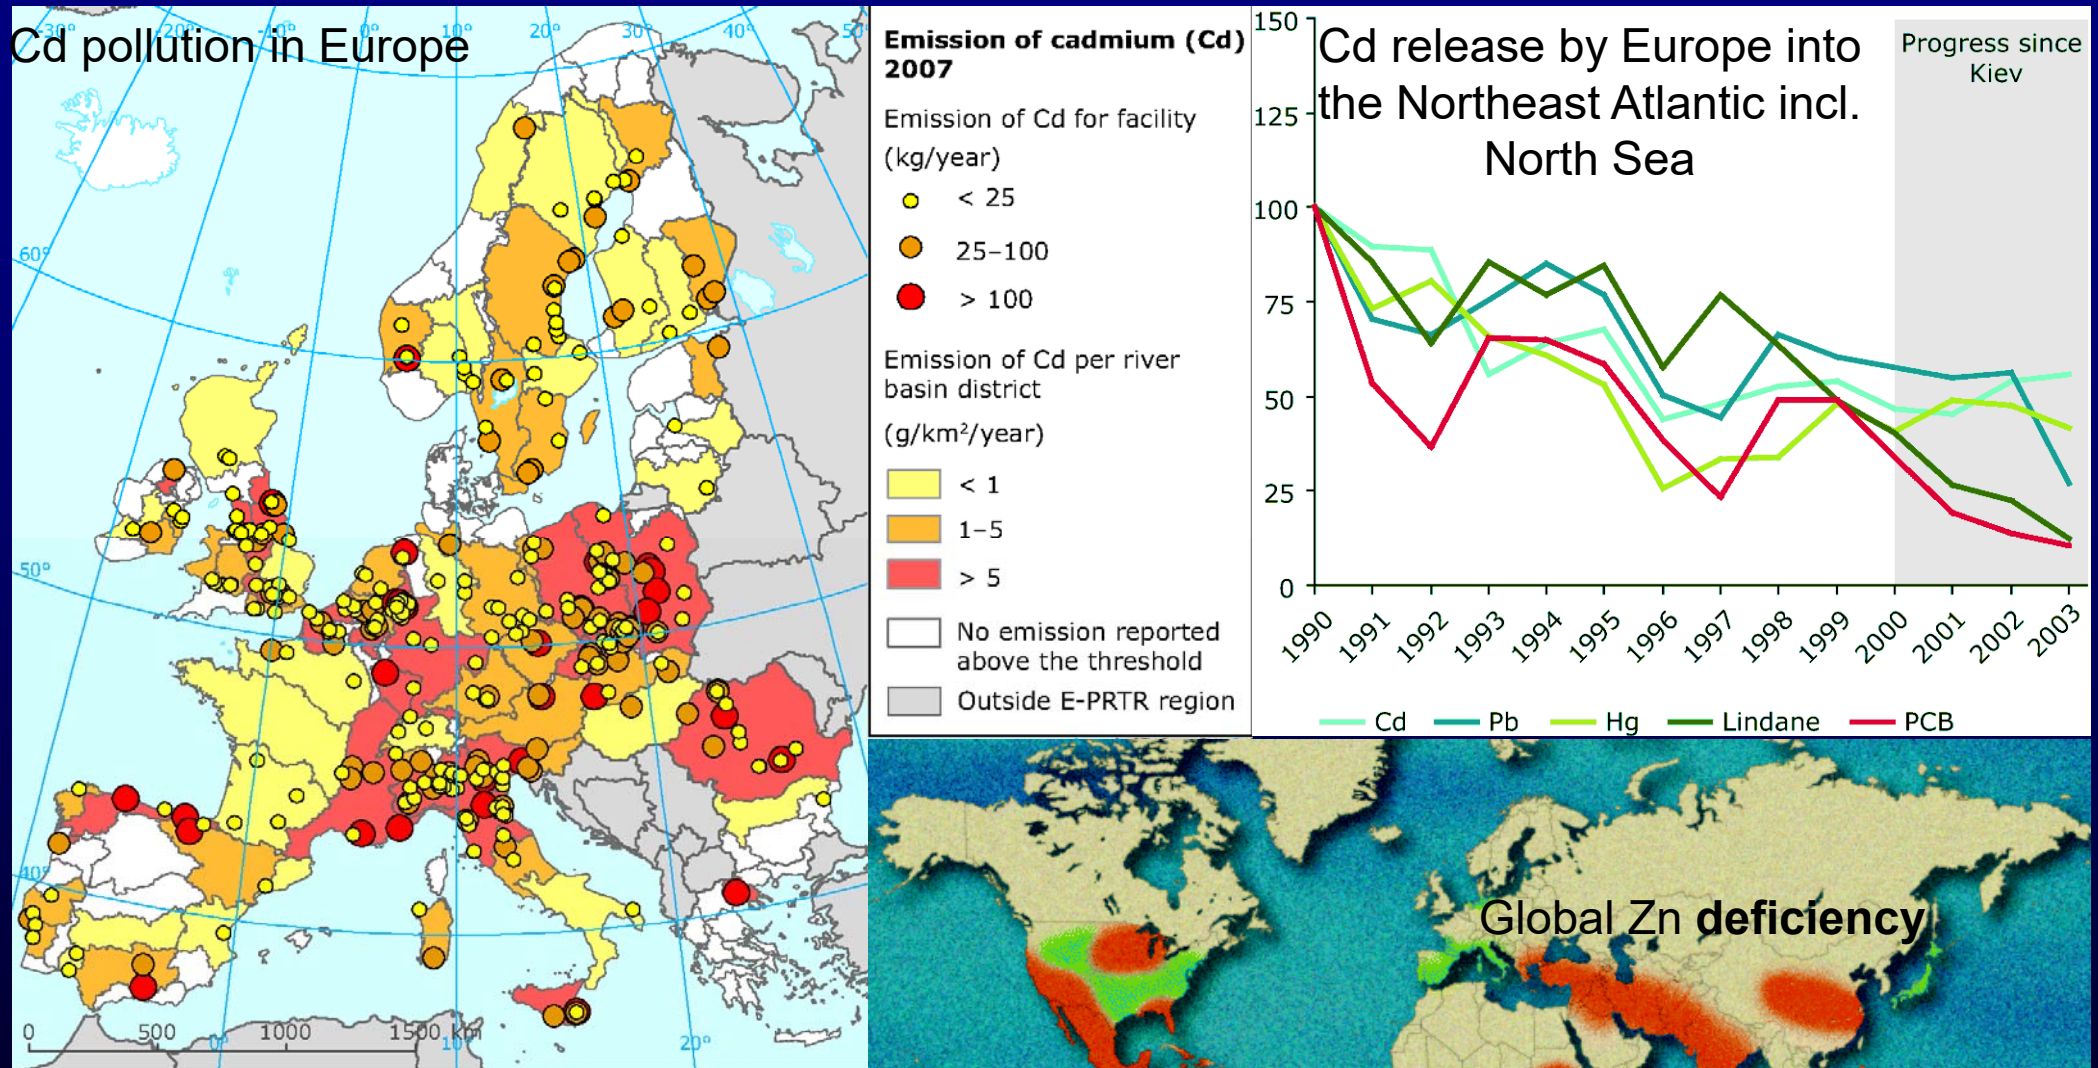 Cd pollution in Europe
-30°
-20°
-10°
0°
10°
20°
30°
40°
50°
60°
50°
40°
0
500
1000
1500 km
0°
10°
20°
Emission of cadmium (Cd)
2007
Emission of Cd for facility
(kg/year)
< 25
25–100
> 100
Emission of Cd per river
basin district
(g/km²/year)
< 1
1–5
> 5
No emission reported
above the threshold
Outside E-PRTR region
Cd release by Europe into
the Northeast Atlantic incl.
North Sea
Progress since
Kiev
150
125
100
75
50
25
0
1990
1991
1992
1993
1994
1995
1996
1997
1998
1999
2000
2001
2002
2003
Cd
Pb
Hg
Lindane
PCB
Global Zn deficiency